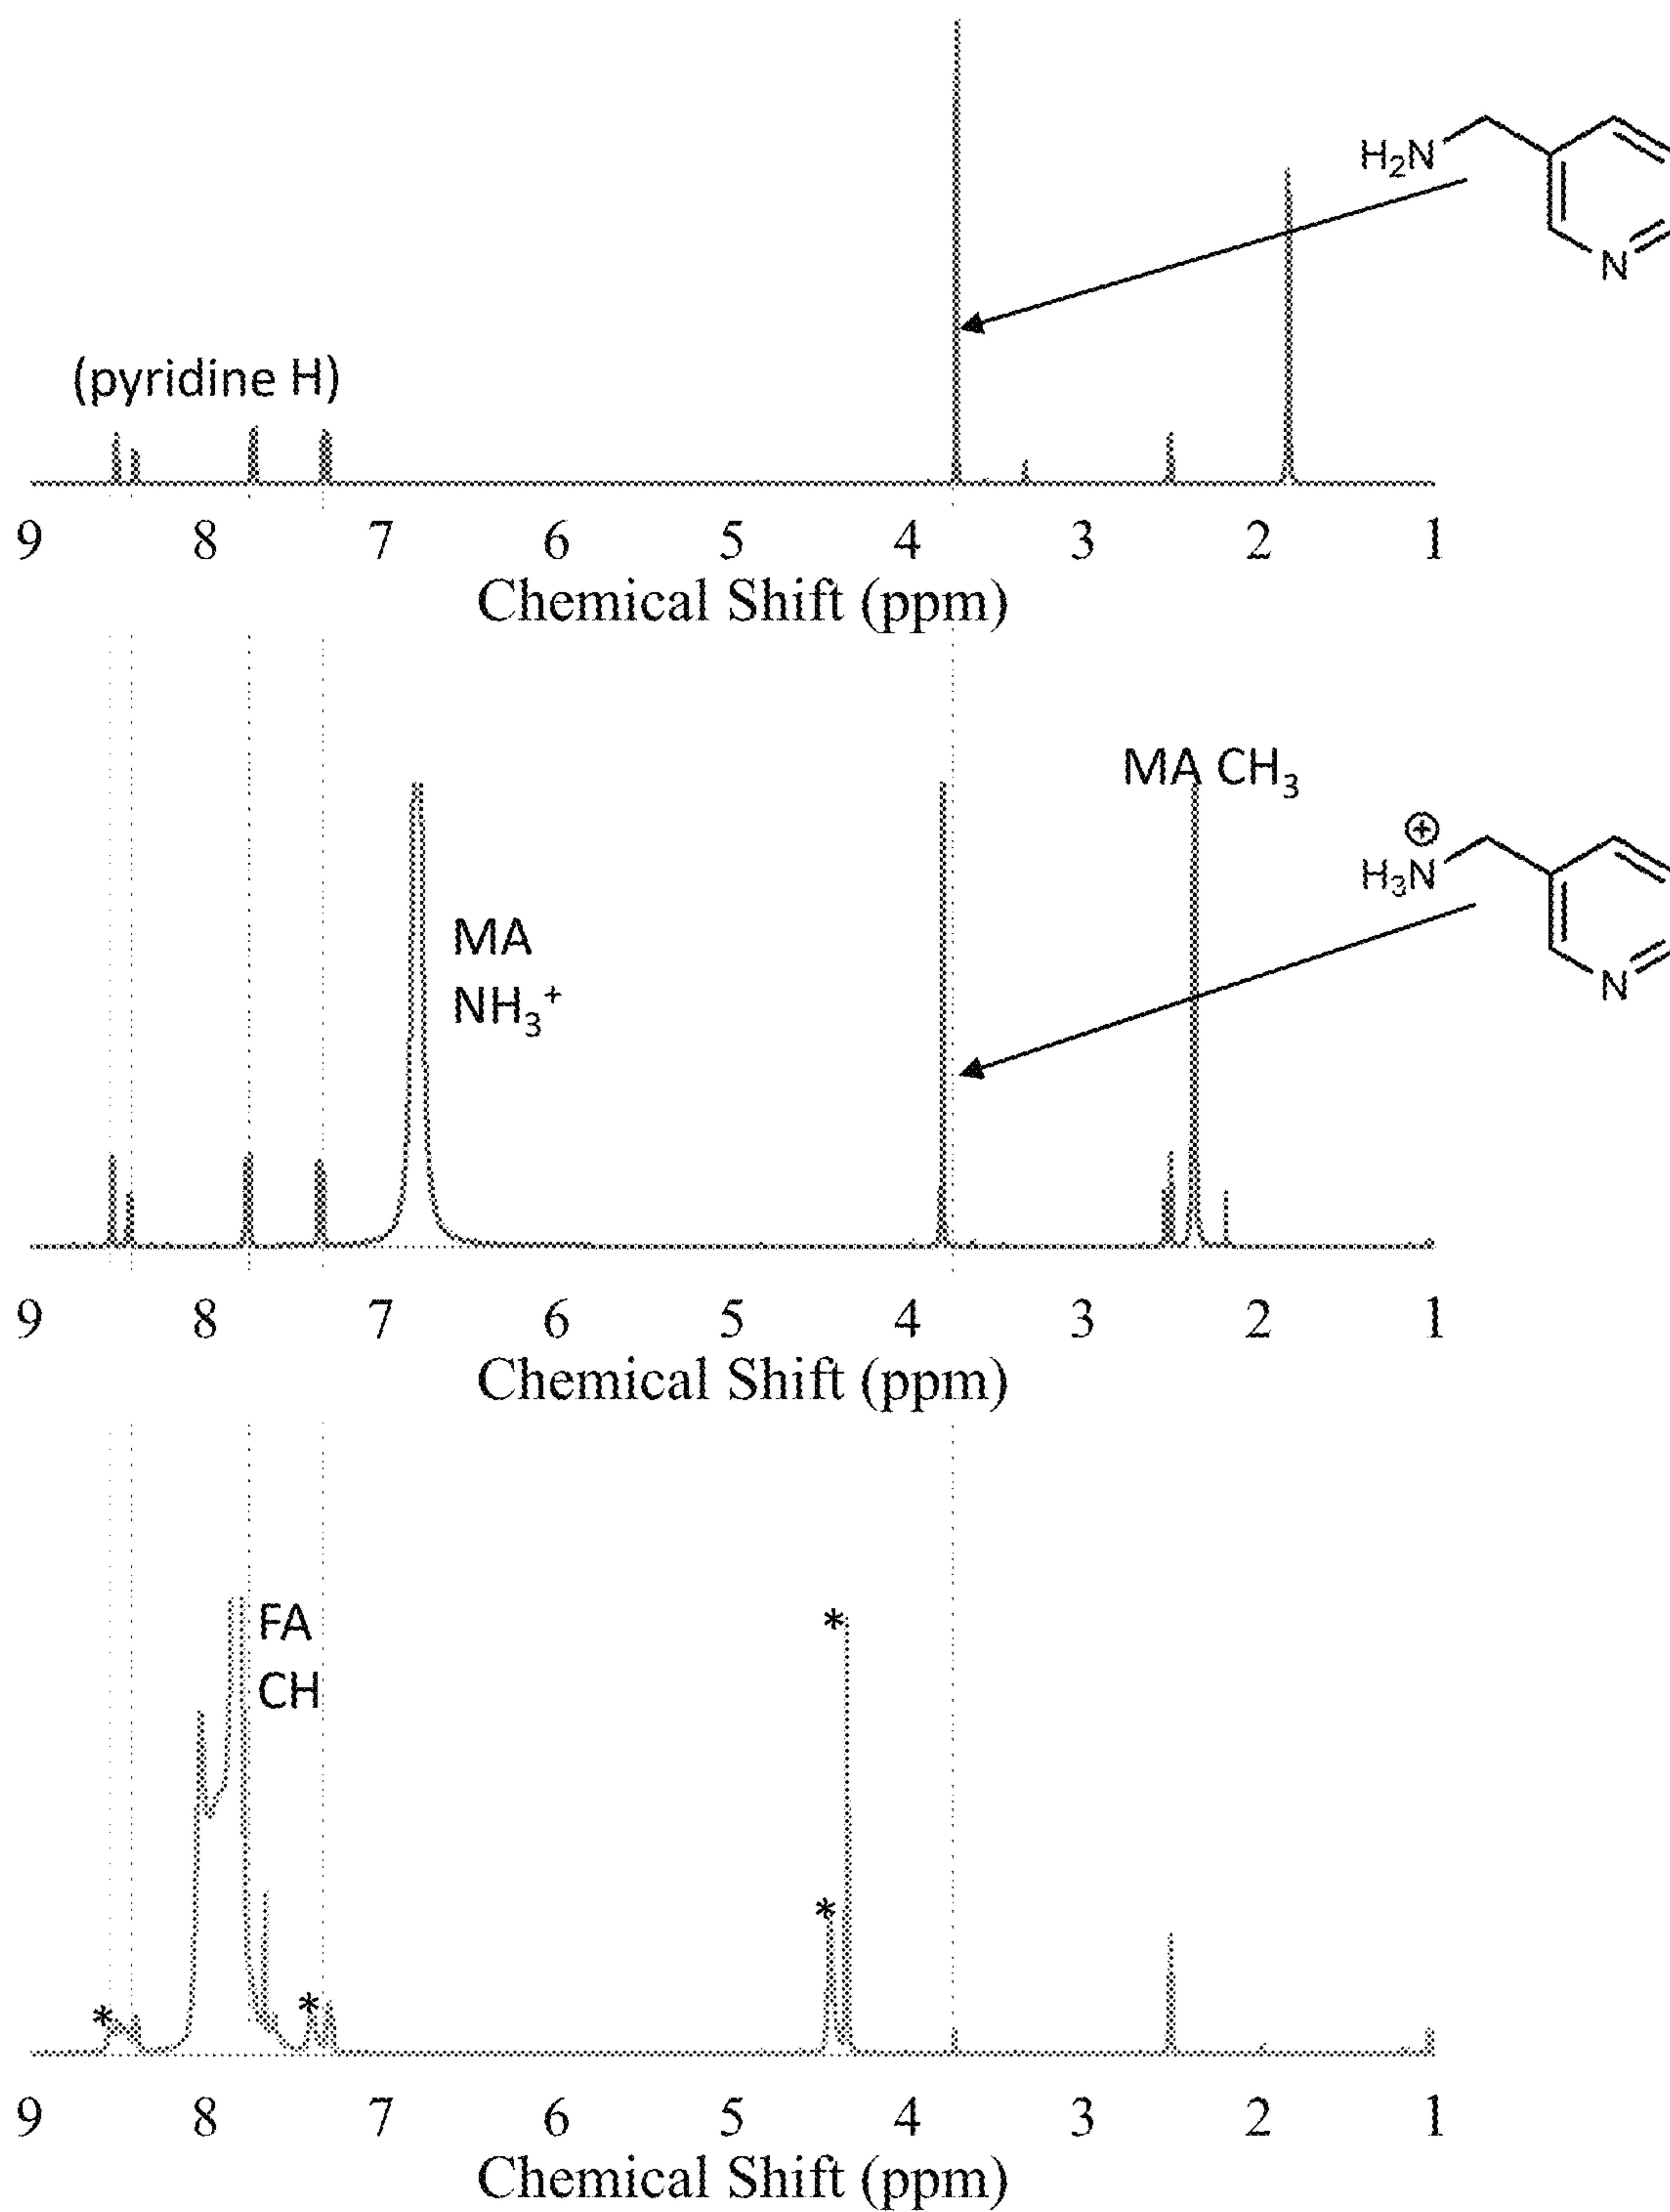 H₂N
N
(pyridine H)
9 8 7 6 5 4 3 2 1
Chemical Shift (ppm)
MA CH₃
⊕
H₃N
MA
NH₃⁺
N
9 8 7 6 5 4 3 2 1
Chemical Shift (ppm)
*
FA
CH
*
*
*
9 8 7 6 5 4 3 2 1
Chemical Shift (ppm)